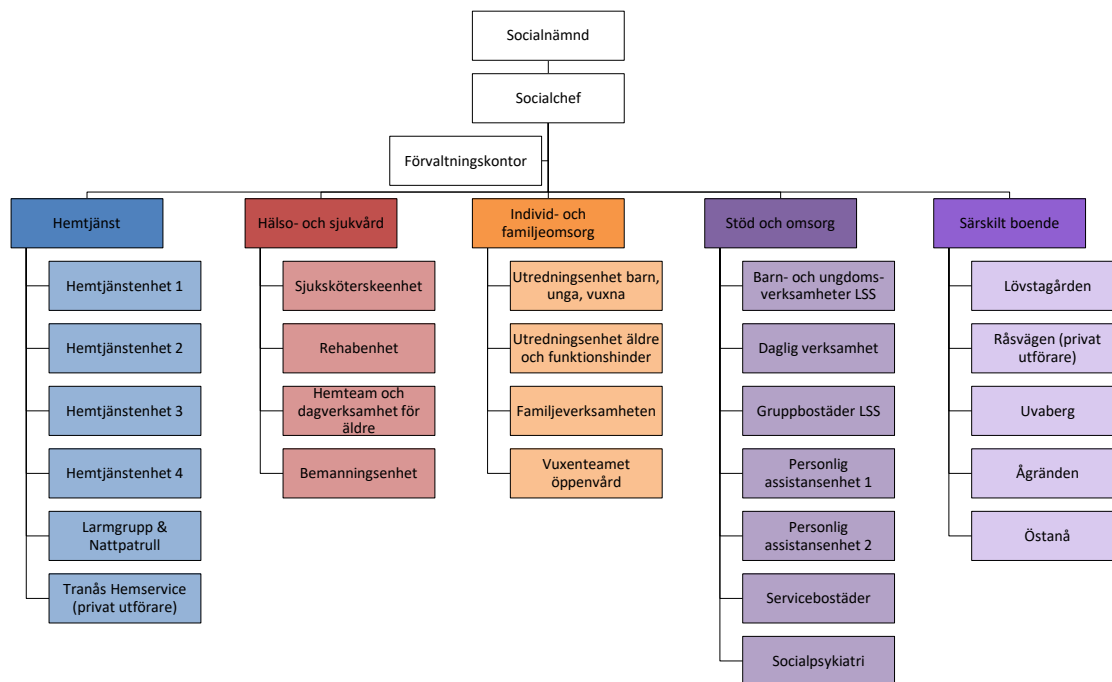 Socialnämnd
Socialchef
Förvaltningskontor
Hemtjänst
Hemtjänstenhet 1
Hemtjänstenhet 2
Hemtjänstenhet 3
Hemtjänstenhet 4
Larmgrupp &
Nattpatrull
Tranås Hemservice
(privat utförare)
Hälso- och sjukvård
Sjuksköterskeenhet
Rehabenhet
Hemteam och
dagverksamhet för
äldre
Bemanningsenhet
Individ- och
familjeomsorg
Utredningsenhet barn,
unga, vuxna
Utredningsenhet äldre
och funktionshinder
Familjeverksamheten
Vuxenteamet
öppenvård
Stöd och omsorg
Barn- och ungdoms-
verksamheter LSS
Daglig verksamhet
Gruppbostäder LSS
Personlig
assistansenhet 1
Personlig
assistansenhet 2
Servicebostäder
Socialpsykiatri
Särskilt boende
Lövstagården
Råsvägen (privat
utförare)
Uvaberg
Ågränden
Östanå